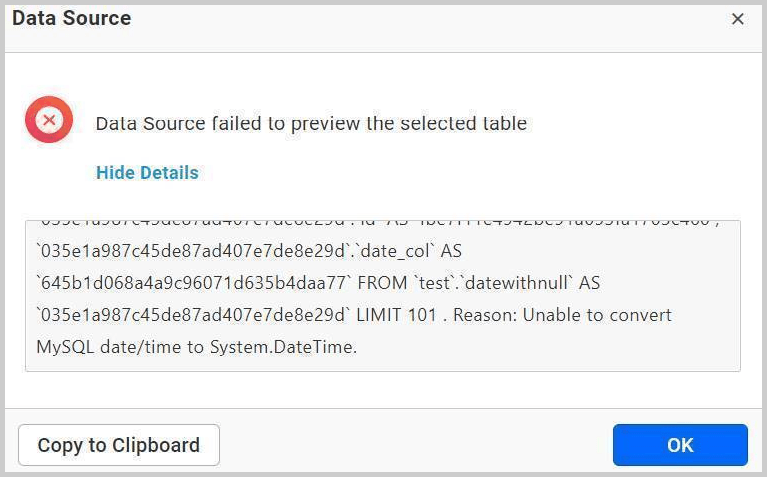 Data Source
Data Source failed to preview the selected table
Hide Details
`035e1a987c45de87ad407e7de8e29d`.`date_col` AS
`645b1d068a4a9c96071d635b4daa77` FROM `test`.`datewithnull` AS
`035e1a987c45de87ad407e7de8e29d` LIMIT 101 . Reason: Unable to convert
MySQL date/time to System.DateTime.
Copy to Clipboard
OK